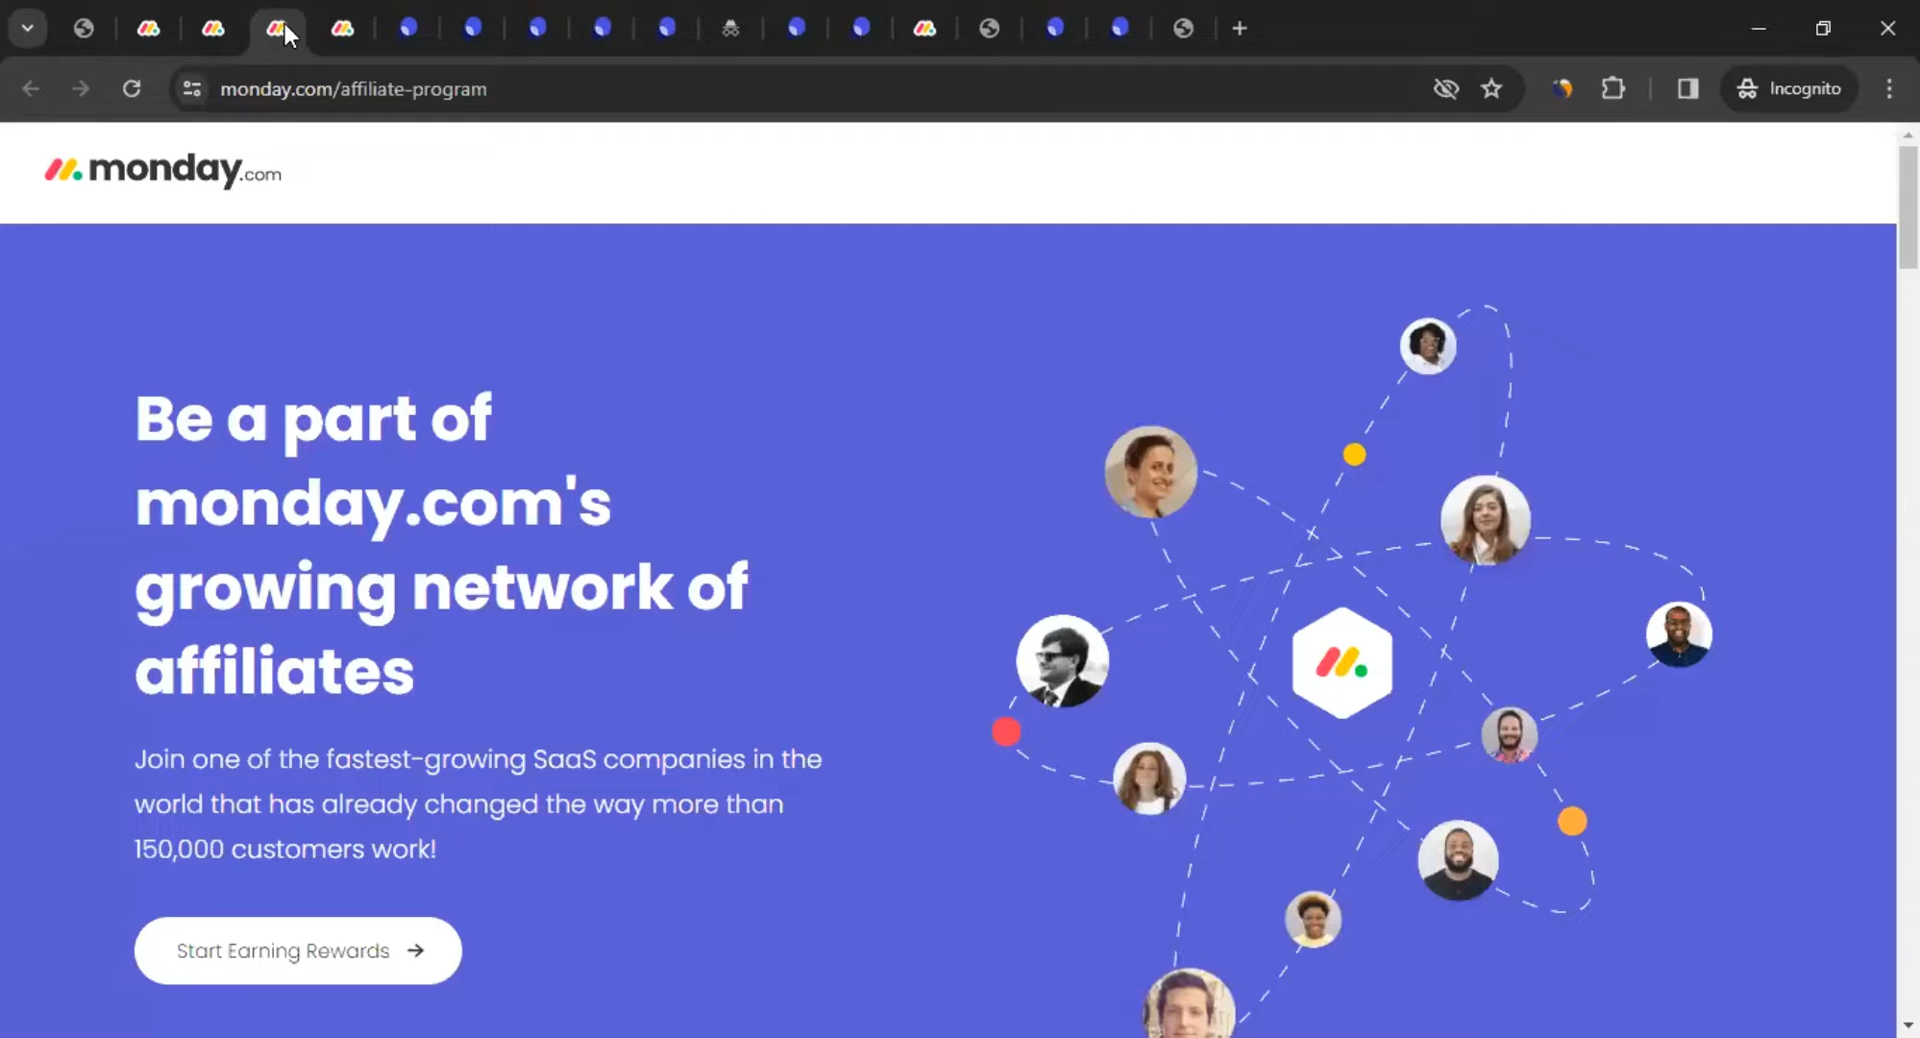 monday.com/affiliate-program
Incognito
monday.com
Be a part of
monday.com's
growing network of
affiliates
Join one of the fastest-growing SaaS companies in the
world that has already changed the way more than
150,000 customers work!
Start Earning Rewards →